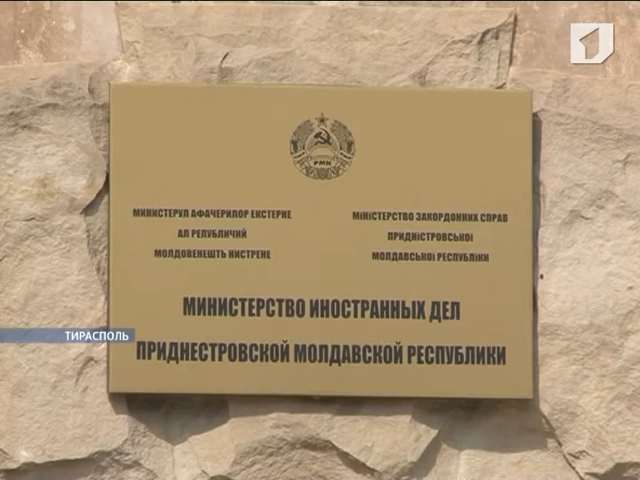 1
РМН
МИНИСТЕРУЛ АФАЧЕРИЛОР ЕКСТЕРНЕ
АЛ РЕПУБЛИЧИЙ
МОЛДОВЕНЕШТЬ НИСТРЕНЕ
МІНІСТЕРСТВО ЗАКОРДОННИХ СПРАВ
ПРИДНІСТРОВСЬКОЇ
МОЛДАВСЬКОЇ РЕСПУБЛІКИ
МИНИСТЕРСТВО ИНОСТРАННЫХ ДЕЛ
ПРИДНЕСТРОВСКОЙ МОЛДАВСКОЙ РЕСПУБЛИКИ
ТИРАСПОЛЬ